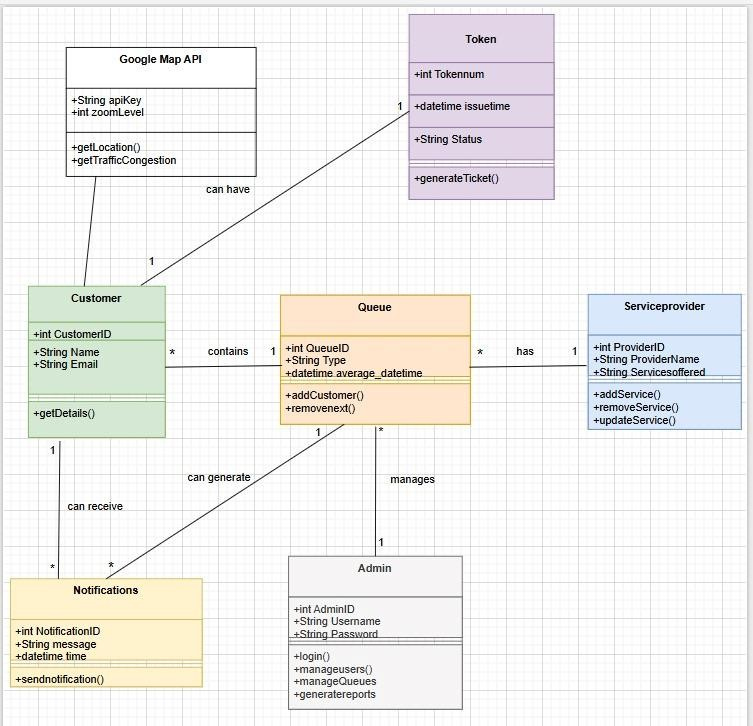 Google Map API
+String apiKey
+int zoomLevel
+getLocation()
+getTrafficCongestion
Token
+int Tokennum
+datetime issuetime
+String Status
+generateTicket()
1
can have
1
Customer
+int CustomerID
+String Name
+String Email
+getDetails()
* contains 1
Queue
+int QueueID
+String Type
+datetime average_datetime
+addCustomer()
+removenext()
* has 1
Serviceprovider
+int ProviderID
+String ProviderName
+String Servicesoffered
+addService()
+removeService()
+updateService()
1
can receive
*
1
can generate
*
*
manages
1
Notifications
+int NotificationID
+String message
+datetime time
+sendnotification()
Admin
+int AdminID
+String Username
+String Password
+login()
+manageusers()
+manageQueues
+generatereports